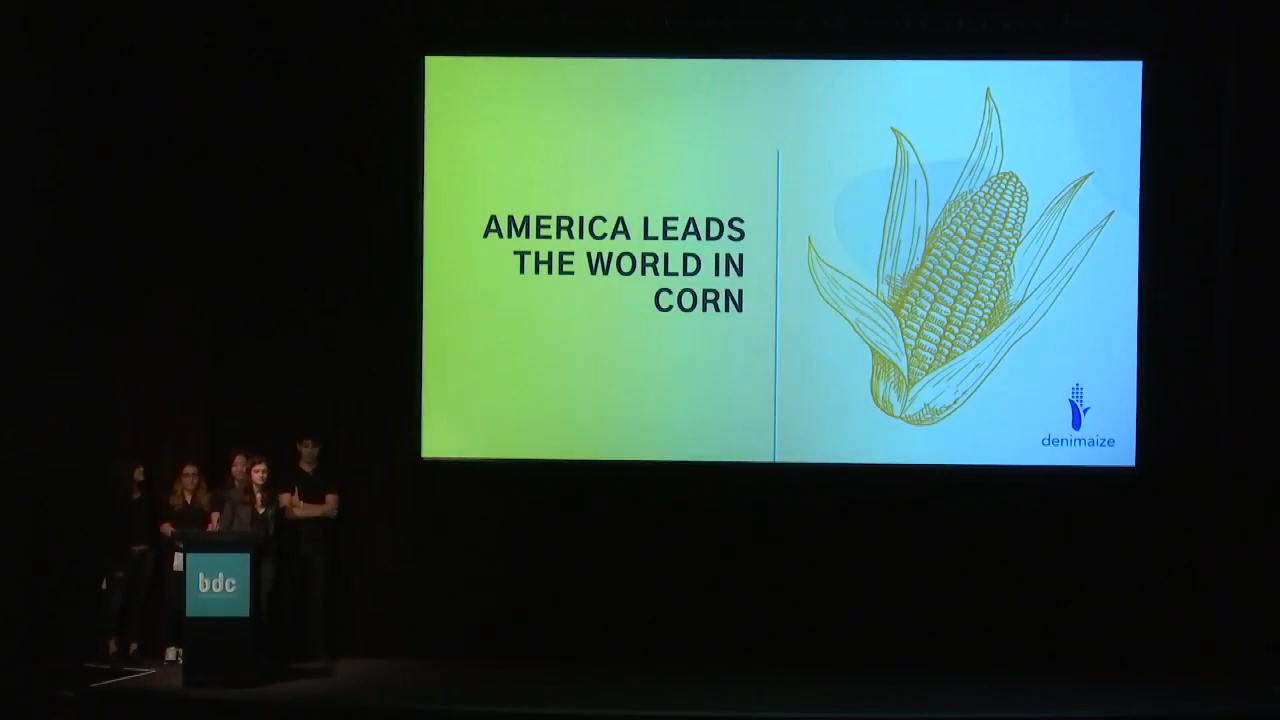 AMERICA LEADS
THE WORLD IN
CORN
denimaize
bdc